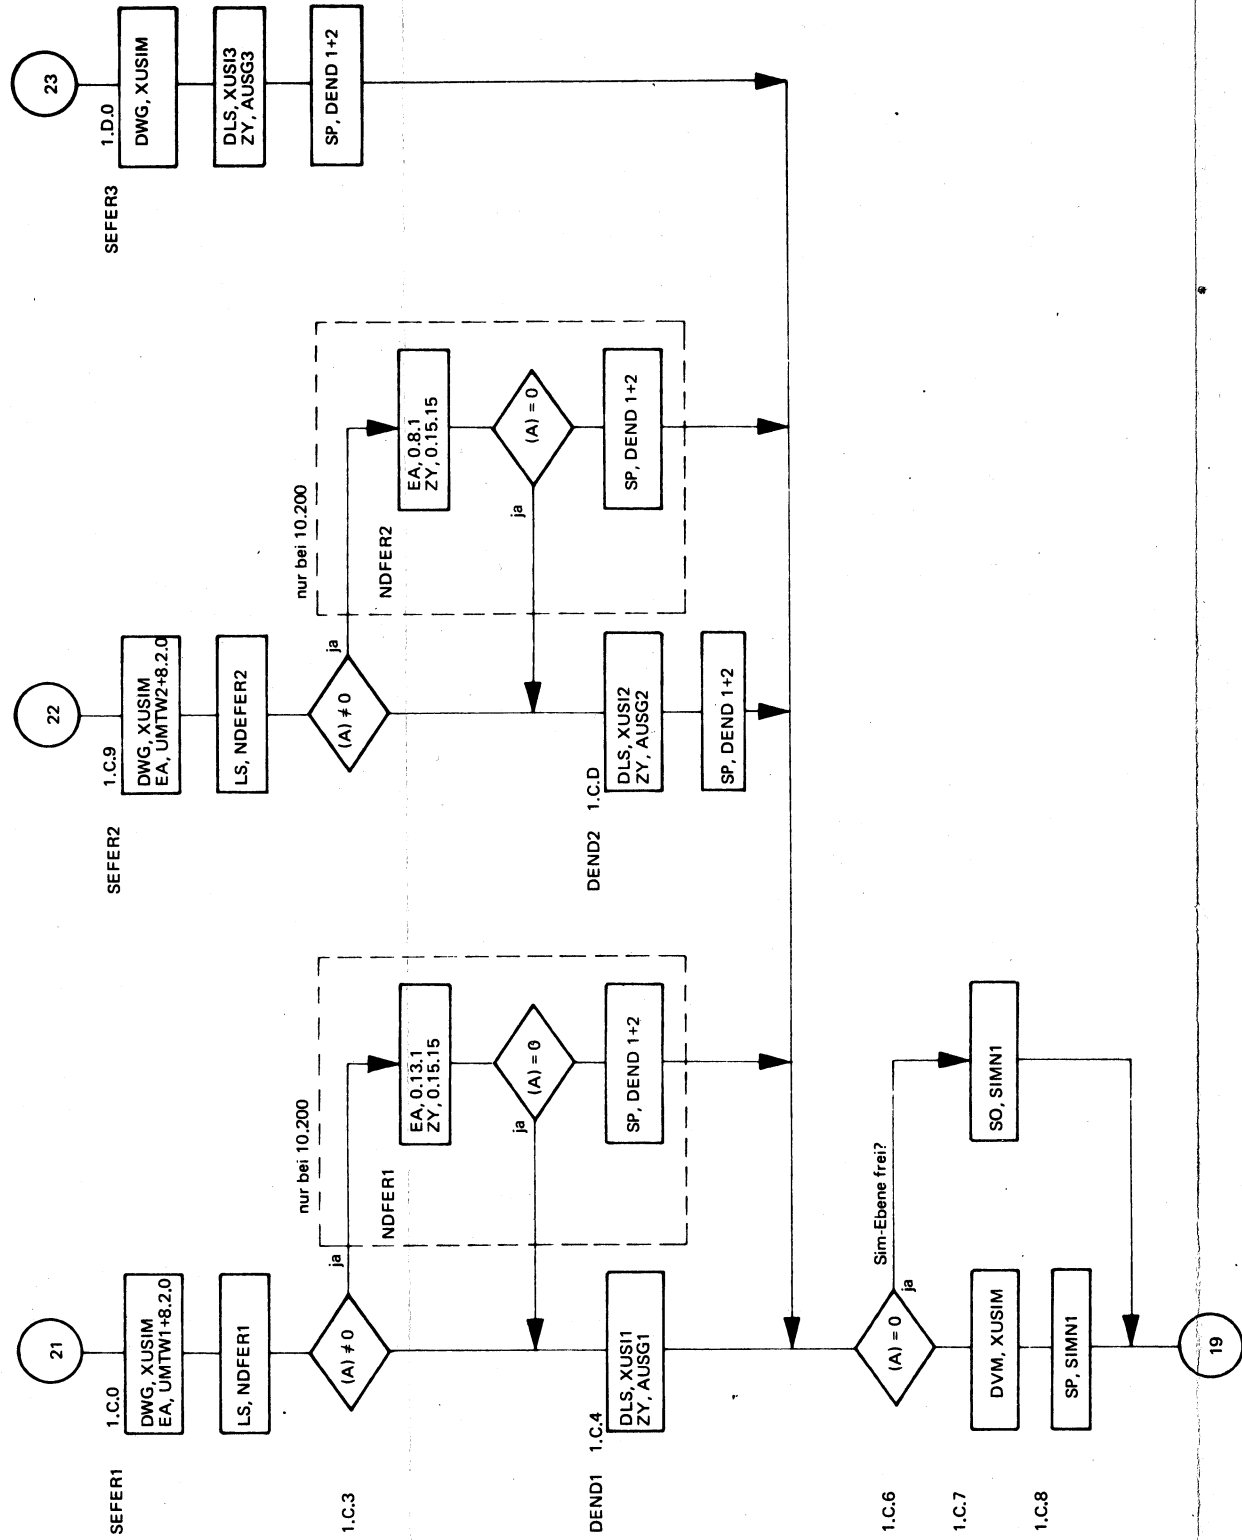 21
SEFER1
1.C.0
DWG, XUSIM
EA, UMTW1+8.2.0
LS, NDFER1
1.C.3
(A) ≠ 0
ja
nur bei 10.200
NDFER1
EA, 0.13.1
ZY, 0.15.15
(A) = 0
ja
SP, DEND 1+2
DEND1
1.C.4
DLS, XUSI1
ZY, AUSG1
1.C.6
(A) = 0
ja
Sim-Ebene frei?
1.C.7
DVM, XUSIM
SO, SIMN1
1.C.8
SP, SIMN1
19
22
SEFER2
1.C.9
DWG, XUSIM
EA, UMTW2+8.2.0
LS, NDEFER2
(A) ≠ 0
ja
nur bei 10.200
NDFER2
EA, 0.8.1
ZY, 0.15.15
(A) = 0
ja
SP, DEND 1+2
DEND2
1.C.D
DLS, XUSI2
ZY, AUSG2
SP, DEND 1+2
23
SEFER3
1.D.0
DWG, XUSIM
DLS, XUSI3
ZY, AUSG3
SP, DEND 1+2